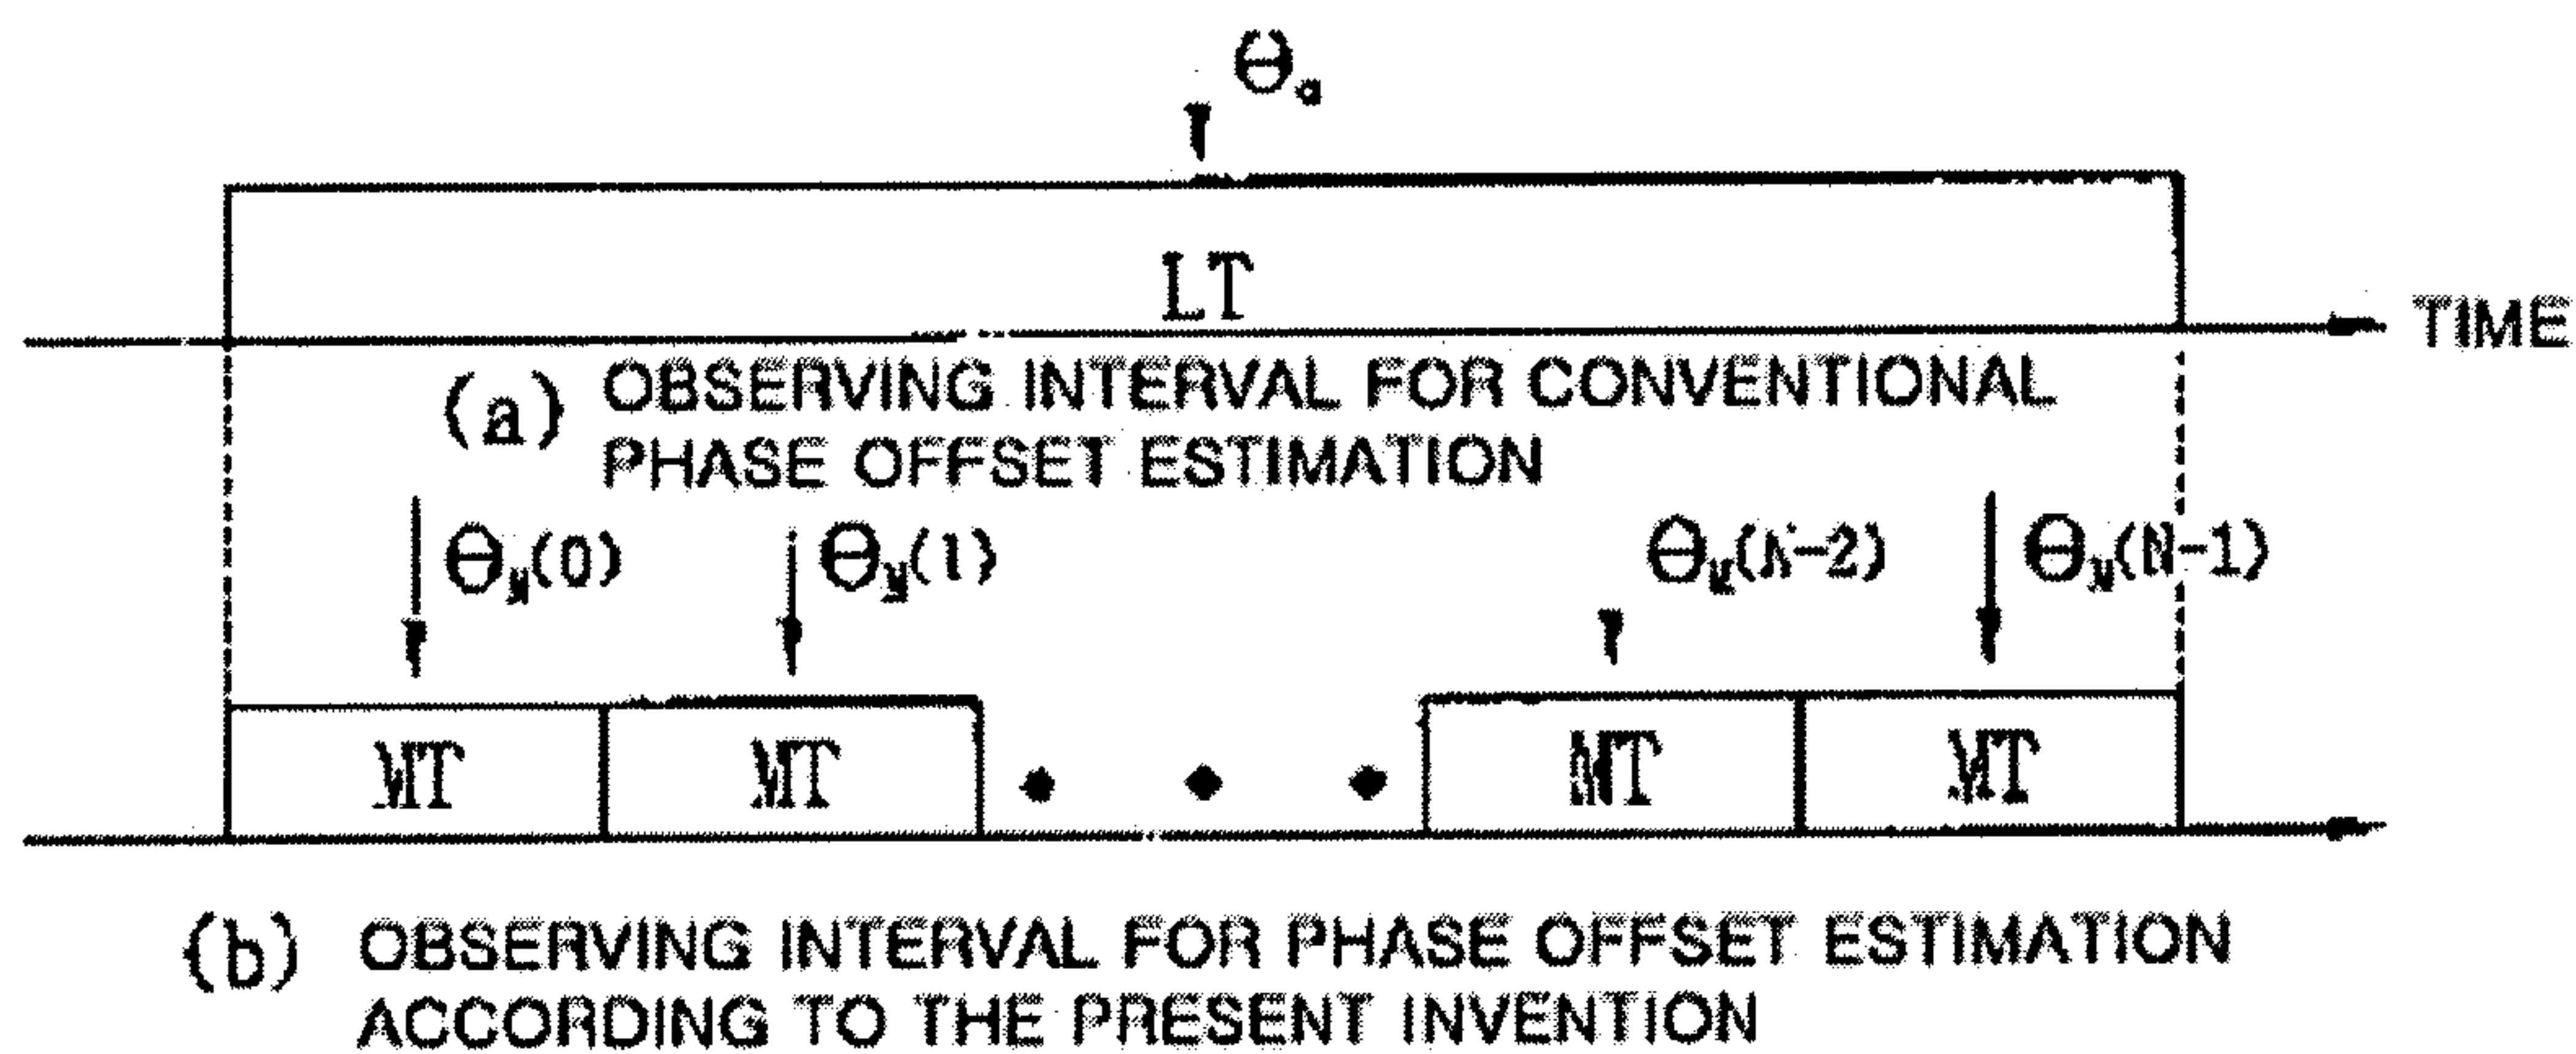 Θa
LT
TIME
(a) OBSERVING INTERVAL FOR CONVENTIONAL
PHASE OFFSET ESTIMATION
ΘM(0) ΘM(1) ΘM(N-2) ΘM(N-1)
MT MT MT MT
(b) OBSERVING INTERVAL FOR PHASE OFFSET ESTIMATION
ACCORDING TO THE PRESENT INVENTION